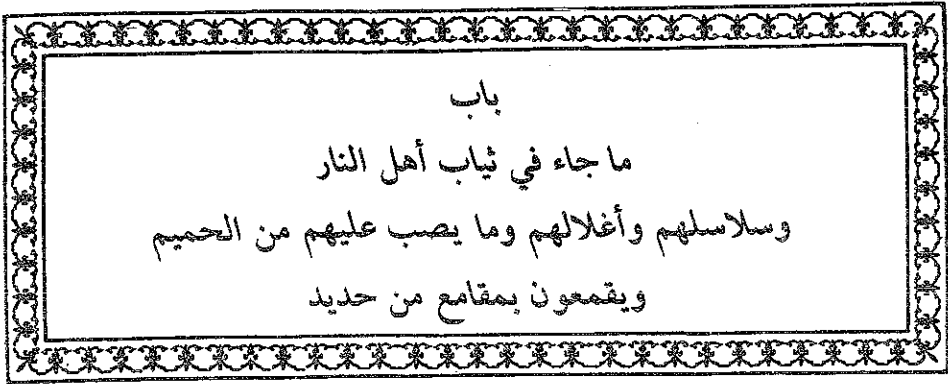 باب
ما جاء في ثياب أهل النار
وسلاسلهم وأغلالهم وما يصب عليهم من الحميم
ويقمعون بمقامع من حديد